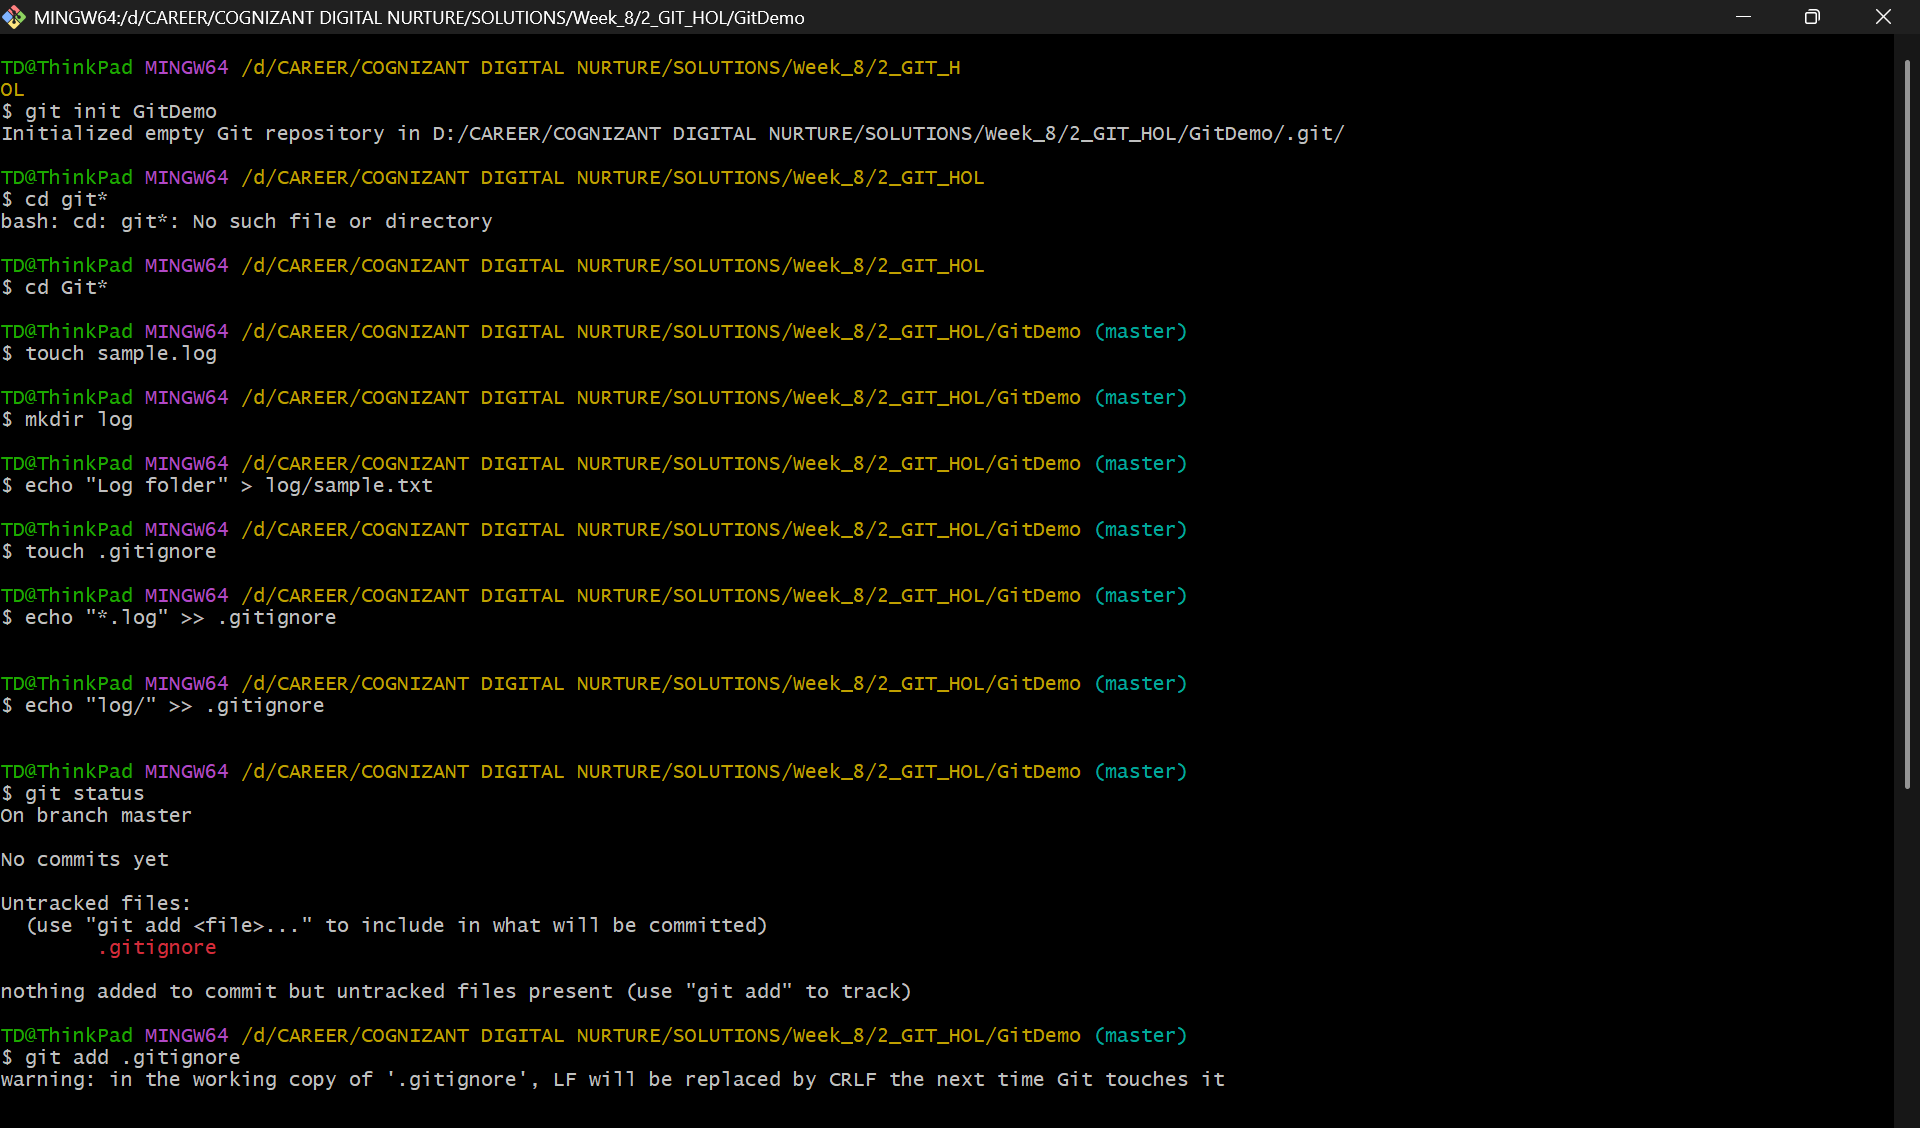 MINGW64:/d/CAREER/COGNIZANT DIGITAL NURTURE/SOLUTIONS/Week_8/2_GIT_HOL/GitDemo
TD@ThinkPad MINGW64 /d/CAREER/COGNIZANT DIGITAL NURTURE/SOLUTIONS/Week_8/2_GIT_H
OL
$ git init GitDemo
Initialized empty Git repository in D:/CAREER/COGNIZANT DIGITAL NURTURE/SOLUTIONS/Week_8/2_GIT_HOL/GitDemo/.git/
TD@ThinkPad MINGW64 /d/CAREER/COGNIZANT DIGITAL NURTURE/SOLUTIONS/Week_8/2_GIT_HOL
$ cd git*
bash: cd: git*: No such file or directory
TD@ThinkPad MINGW64 /d/CAREER/COGNIZANT DIGITAL NURTURE/SOLUTIONS/Week_8/2_GIT_HOL
$ cd Git*
TD@ThinkPad MINGW64 /d/CAREER/COGNIZANT DIGITAL NURTURE/SOLUTIONS/Week_8/2_GIT_HOL/GitDemo (master)
$ touch sample.log
TD@ThinkPad MINGW64 /d/CAREER/COGNIZANT DIGITAL NURTURE/SOLUTIONS/Week_8/2_GIT_HOL/GitDemo (master)
$ mkdir log
TD@ThinkPad MINGW64 /d/CAREER/COGNIZANT DIGITAL NURTURE/SOLUTIONS/Week_8/2_GIT_HOL/GitDemo (master)
$ echo "Log folder" > log/sample.txt
TD@ThinkPad MINGW64 /d/CAREER/COGNIZANT DIGITAL NURTURE/SOLUTIONS/Week_8/2_GIT_HOL/GitDemo (master)
$ touch .gitignore
TD@ThinkPad MINGW64 /d/CAREER/COGNIZANT DIGITAL NURTURE/SOLUTIONS/Week_8/2_GIT_HOL/GitDemo (master)
$ echo "*.log" >> .gitignore
TD@ThinkPad MINGW64 /d/CAREER/COGNIZANT DIGITAL NURTURE/SOLUTIONS/Week_8/2_GIT_HOL/GitDemo (master)
$ echo "log/" >> .gitignore
TD@ThinkPad MINGW64 /d/CAREER/COGNIZANT DIGITAL NURTURE/SOLUTIONS/Week_8/2_GIT_HOL/GitDemo (master)
$ git status
On branch master
No commits yet
Untracked files:
(use "git add <file>..." to include in what will be committed)
.gitignore
nothing added to commit but untracked files present (use "git add" to track)
TD@ThinkPad MINGW64 /d/CAREER/COGNIZANT DIGITAL NURTURE/SOLUTIONS/Week_8/2_GIT_HOL/GitDemo (master)
$ git add .gitignore
warning: in the working copy of '.gitignore', LF will be replaced by CRLF the next time Git touches it